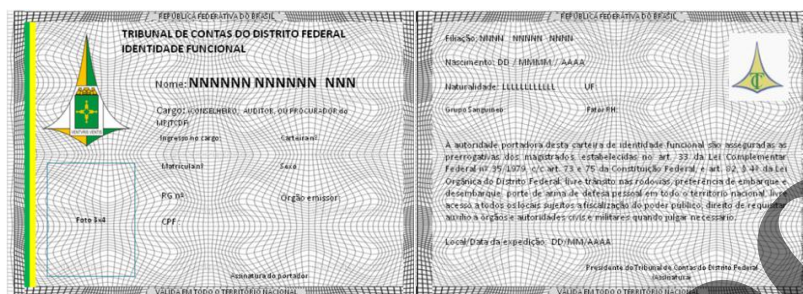 REPÚBLICA FEDERATIVA DO BRASIL
TRIBUNAL DE CONTAS DO DISTRITO FEDERAL
IDENTIDADE FUNCIONAL
Nome: NNNNNN NNNNNN NNN
Cargo: (CONSELHEIRO, AUDITOR, OU PROCURADOR do
MPJTCDF)
Ingresso no cargo: Carteira nº
Matrícula nº
RG nº Órgão emissor:
Foto 3x4
CPF
Assinatura do portador
VÁLIDA EM TODO O TERRITÓRIO NACIONAL
REPÚBLICA FEDERATIVA DO BRASIL
Filiação: NNNN NNNNN NNNN
Nascimento: DD / MMMM / AAAA
Naturalidade: LLLLLLLLLLLL UF
Grupo Sanguíneo Fator RH:
TC
A autoridade portadora desta carteira de identidade funcional são asseguradas as
prerrogativas dos magistrados, estabelecidas no art. 33 da Lei Complementar
Federal nº 35/1979, c/c art. 73 e 75 da Constituição Federal, e art. 82, § 4º da Lei
Orgânica do Distrito Federal, livre trânsito nas rodovias, preferência de embarque e
desembarque, porte de arma de defesa pessoal em todo o território nacional, livre
acesso a todos os locais sujeitos a fiscalização do poder público, direito de requisitar
auxílio a órgãos e autoridades civis e militares quando julgar necessário.
Local/Data da expedição: DD/MM/AAAA
Presidente do Tribunal de Contas do Distrito Federal
(Assinatura)
VÁLIDA EM TODO O TERRITÓRIO NACIONAL